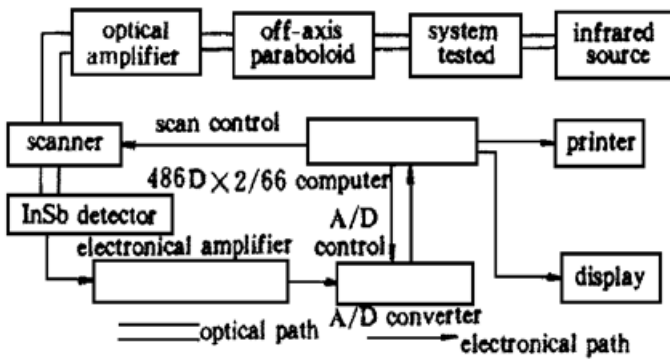 optical
amplifier
off-axis
paraboloid
system
tested
infrared
source
scanner
scan control
printer
486D×2/66 computer
InSb detector
A/D
control
electronical amplifier
display
A/D converter
optical path
electronical path